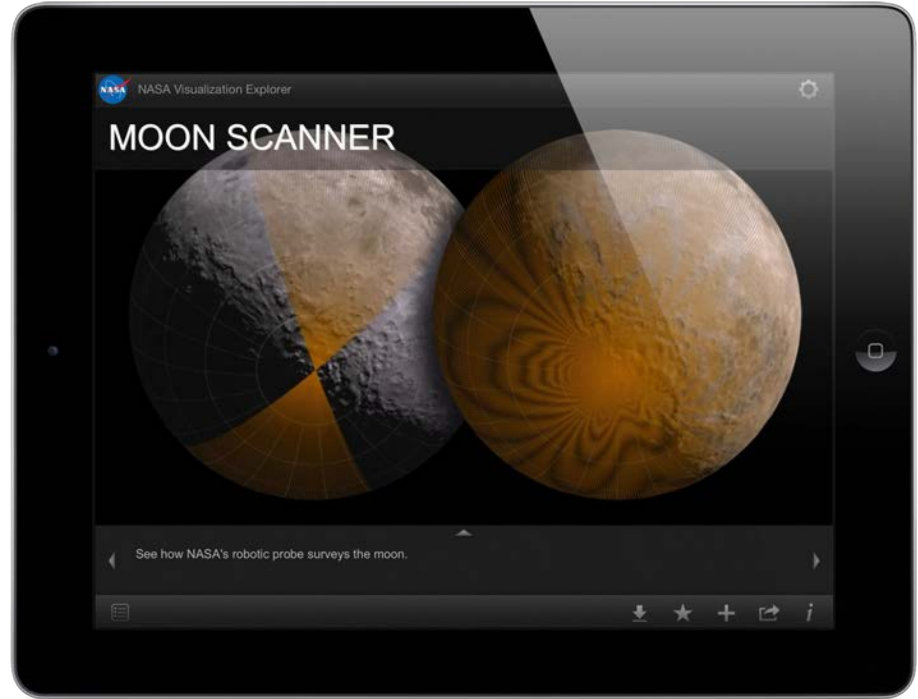 NASA
NASA Visualization Explorer
MOON SCANNER
See how NASA's robotic probe surveys the moon.
i